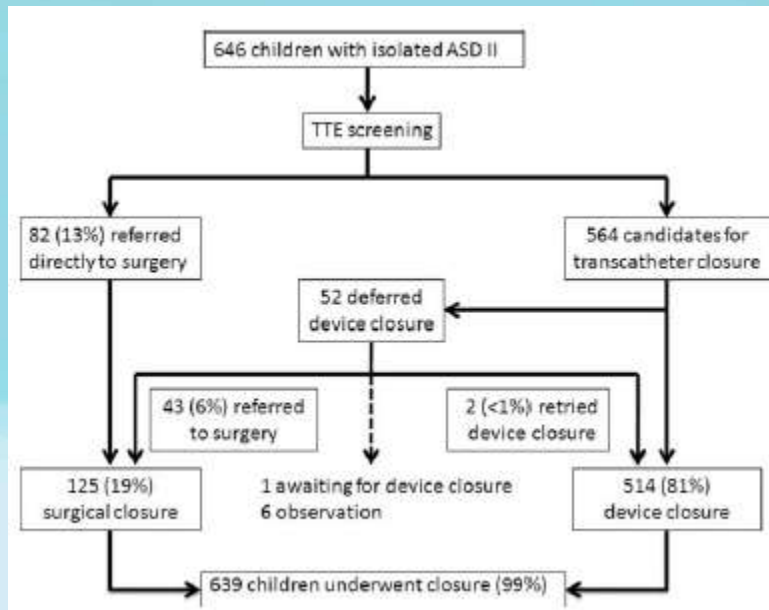 646 children with isolated ASD II
TTE screening
82 (13%) referred
directly to surgery
564 candidates for
transcatheter closure
52 deferred
device closure
43 (6%) referred
to surgery
2 (<1%) retried
device closure
125 (19%)
surgical closure
1 awaiting for device closure
6 observation
514 (81%)
device closure
639 children underwent closure (99%)